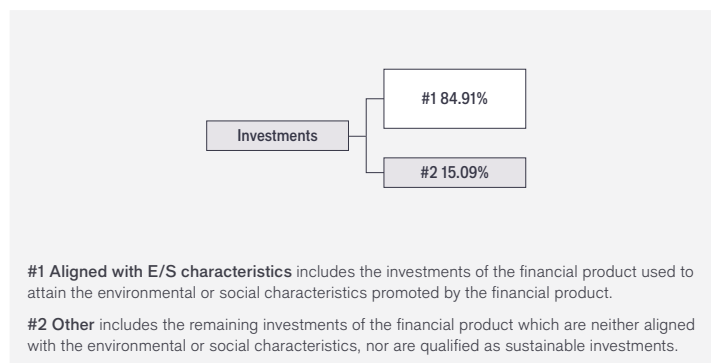 #1 84.91%
Investments
#2 15.09%
#1 Aligned with E/S characteristics includes the investments of the financial product used to
attain the environmental or social characteristics promoted by the financial product.
#2 Other includes the remaining investments of the financial product which are neither aligned
with the environmental or social characteristics, nor are qualified as sustainable investments.